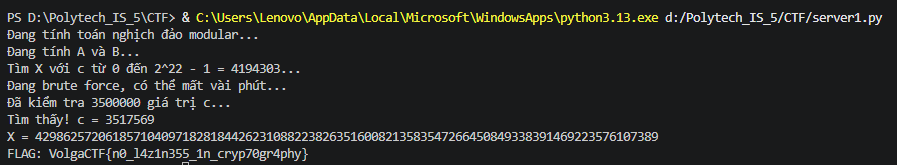 PS D:\Polytech_IS_5\CTF> & C:\Users\Lenovo\AppData\Local\Microsoft\WindowsApps\python3.13.exe d:/Polytech_IS_5/CTF/server1.py
Đang tính toán nghịch đảo modular...
Đang tính A và B...
Tìm X với c từ 0 đến 2^22 - 1 = 4194303...
Đang brute force, có thể mất vài phút...
Đã kiểm tra 3500000 giá trị c...
Tìm thấy! c = 3517569
X = 42986257206185710409718281844262310882238263516008213583547266450849338391469223576107389
FLAG: VolgaCTF{n0_l4z1n355_1n_cryp70gr4phy}